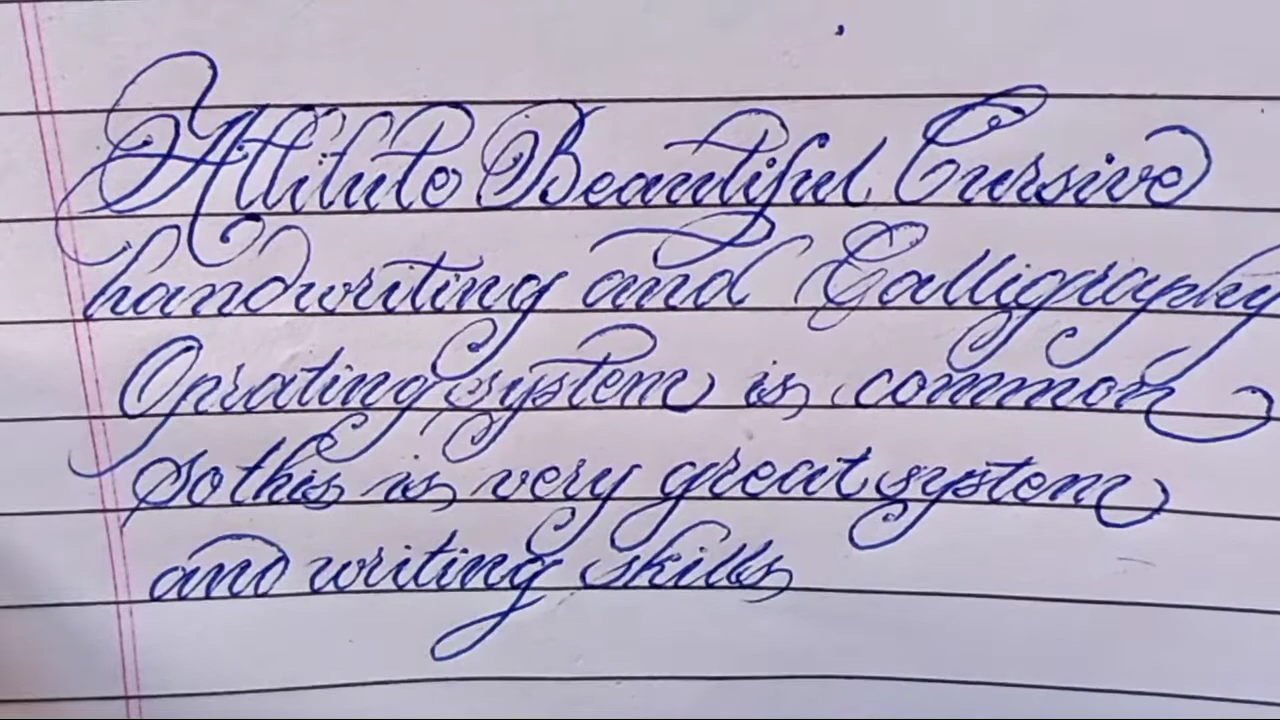 Attitute Beautiful Cursive
handwriting and Calligraphy
Oprating system is common
So this is very great system
and writing skills